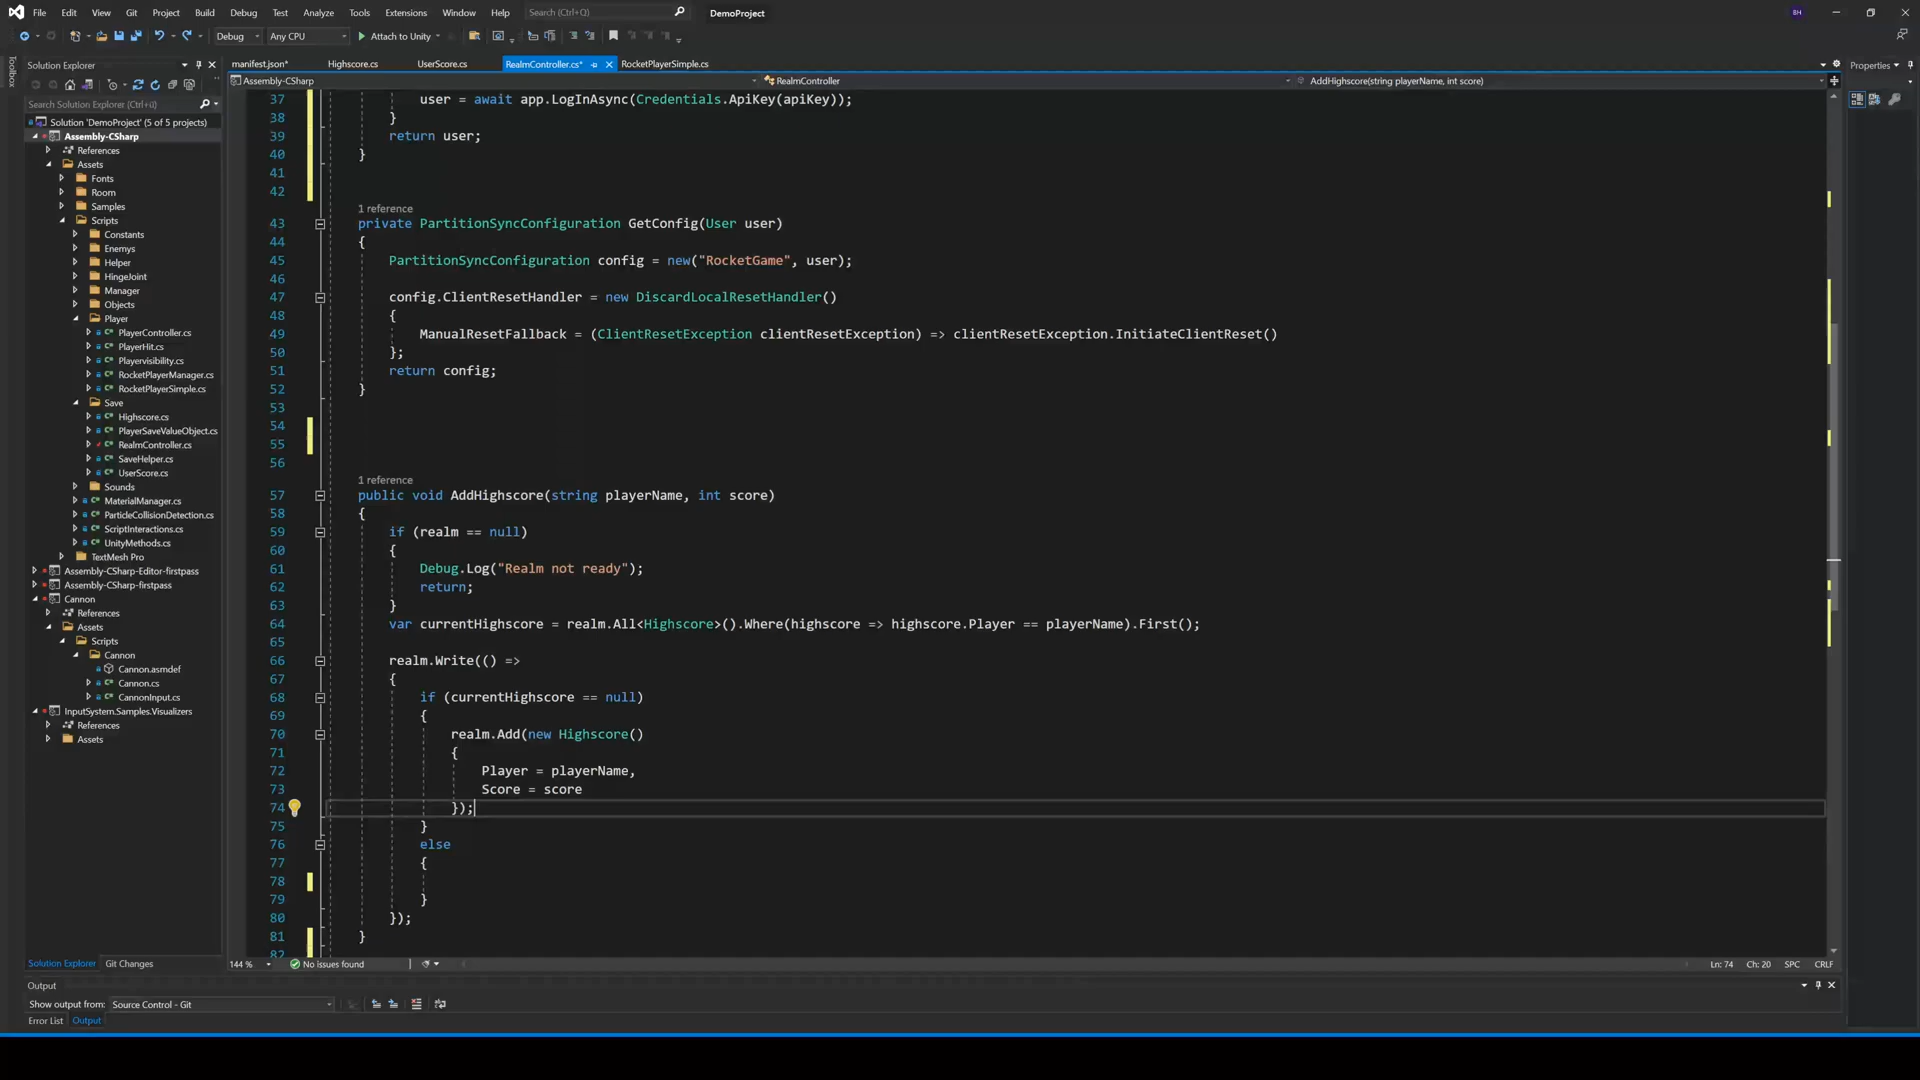 File Edit View Git Project Build Debug Test Analyze Tools Extensions Window Help Search (Ctrl+Q) DemoProject BH
Debug Any CPU Attach to Unity
Toolbox
Solution Explorer
manifest.json* Highscore.cs UserScore.cs RealmController.cs* RocketPlayerSimple.cs
Properties
Assembly-CSharp RealmController AddHighscore(string playerName, int score)
Search Solution Explorer (Ctrl+ü)
Solution 'DemoProject' (5 of 5 projects)
Assembly-CSharp
References
Assets
Fonts
Room
Samples
Scripts
Constants
Enemys
Helper
HingeJoint
Manager
Objects
Player
PlayerController.cs
PlayerHit.cs
Playervisibility.cs
RocketPlayerManager.cs
RocketPlayerSimple.cs
Save
Highscore.cs
PlayerSaveValueObject.cs
RealmController.cs
SaveHelper.cs
UserScore.cs
Sounds
MaterialManager.cs
ParticleCollisionDetection.cs
ScriptInteractions.cs
UnityMethods.cs
TextMesh Pro
Assembly-CSharp-Editor-firstpass
Assembly-CSharp-firstpass
Cannon
References
Assets
Scripts
Cannon
Cannon.asmdef
Cannon.cs
CannonInput.cs
InputSystem.Samples.Visualizers
References
Assets
Solution Explorer Git Changes
37 user = await app.LogInAsync(Credentials.ApiKey(apiKey));
38 }
39 return user;
40 }
41
42
1 reference
43 private PartitionSyncConfiguration GetConfig(User user)
44 {
45 PartitionSyncConfiguration config = new("RocketGame", user);
46
47 config.ClientResetHandler = new DiscardLocalResetHandler()
48 {
49 ManualResetFallback = (ClientResetException clientResetException) => clientResetException.InitiateClientReset()
50 };
51 return config;
52 }
53
54
55
56
1 reference
57 public void AddHighscore(string playerName, int score)
58 {
59 if (realm == null)
60 {
61 Debug.Log("Realm not ready");
62 return;
63 }
64 var currentHighscore = realm.All<Highscore>().Where(highscore => highscore.Player == playerName).First();
65
66 realm.Write(() =>
67 {
68 if (currentHighscore == null)
69 {
70 realm.Add(new Highscore()
71 {
72 Player = playerName,
73 Score = score
74 });
75 }
76 else
77 {
78
79 }
80 });
81 }
82
144 % No issues found Ln: 74 Ch: 20 SPC CRLF
Output
Show output from: Source Control - Git
Error List Output